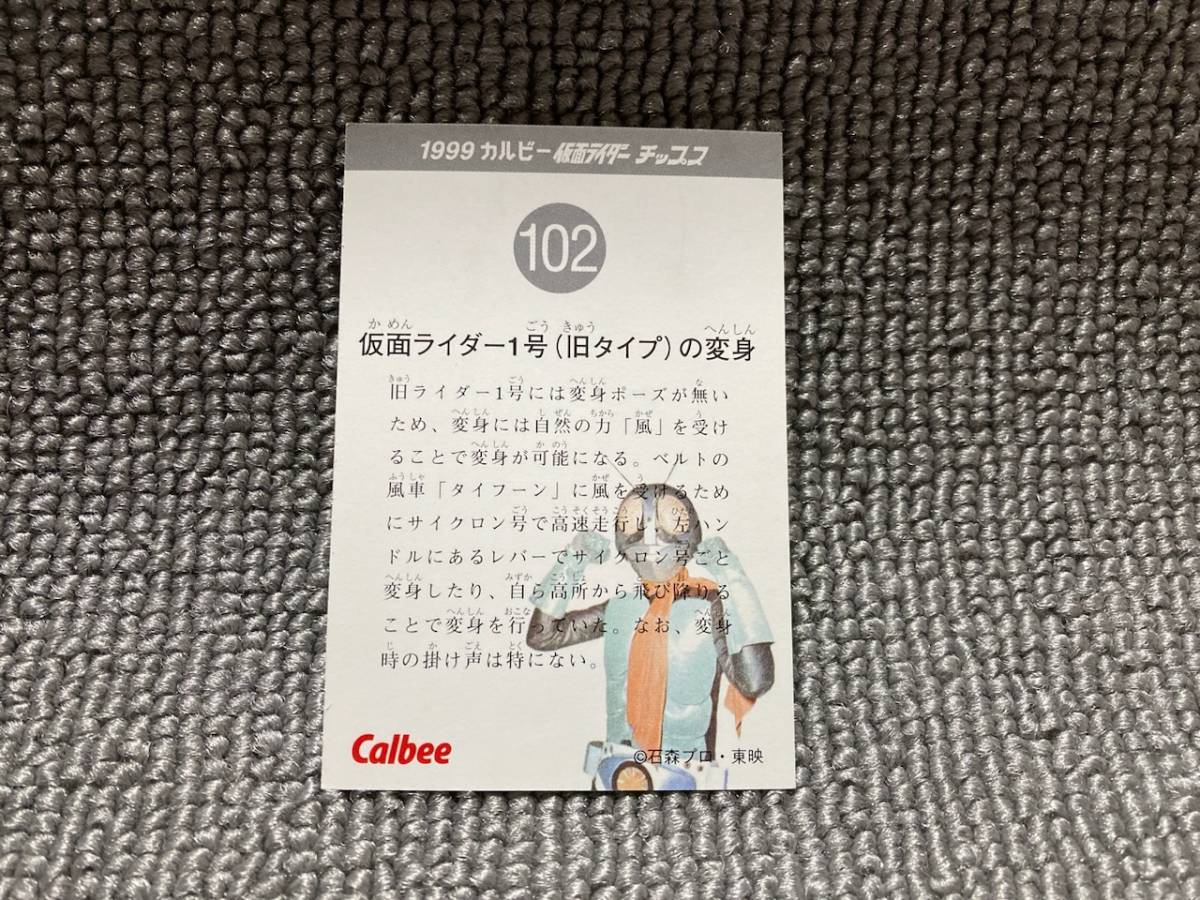 1999 カルビー 仮面ライダー チップス
102
仮面ライダー1号(旧タイプ)の変身
旧ライダー1号には変身ポーズが無い
ため、変身には自然の力「風」を受け
ることで変身が可能になる。ベルトの
風車「タイフーン」に風を受けるため
にサイクロン号で高速走行し、左ハン
ドルにあるレバーでサイクロン号ごと
変身したり、自ら高所から飛び降りる
ことで変身を行っていた。なお、変身
時の掛け声は特にない。
Calbee
©石森プロ・東映